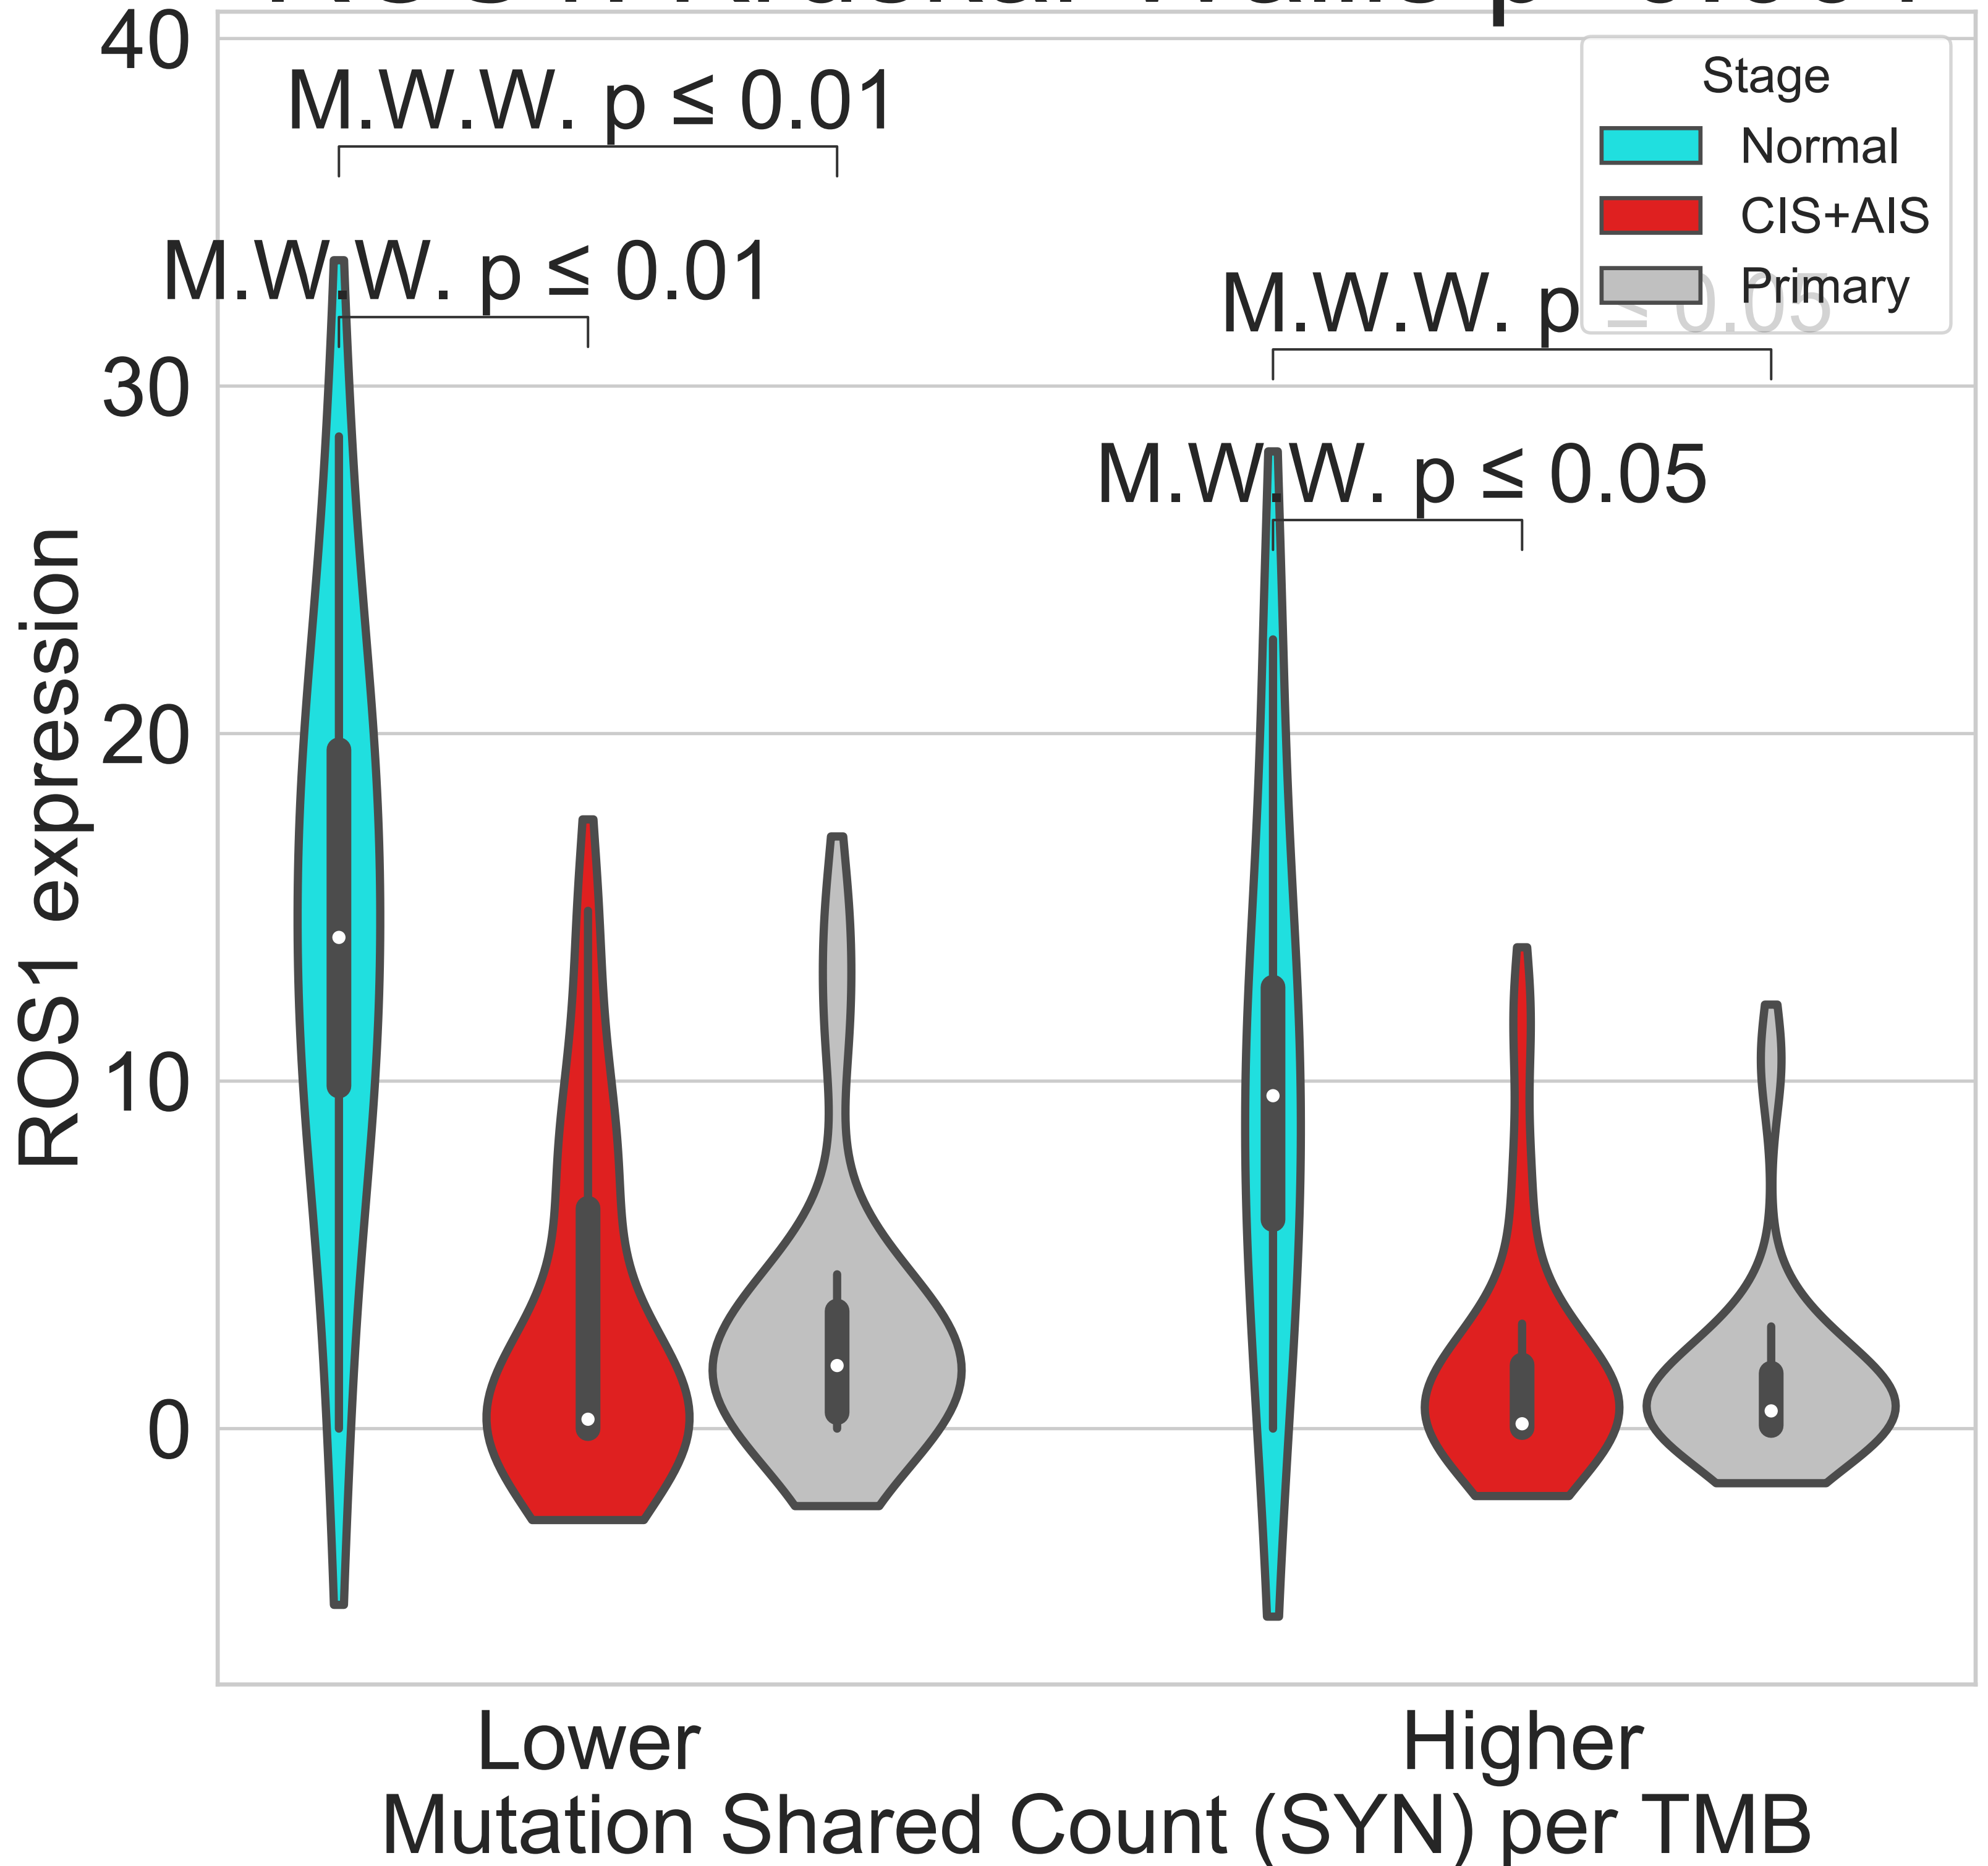 40
M.W.W. p ≤ 0.01
Stage
Normal
CIS+AIS
Primary
M.W.W. p ≤ 0.01
M.W.W. p ≤ 0.05
30
M.W.W. p ≤ 0.05
20
10
0
ROS1 expression
Lower
Higher
Mutation Shared Count (SYN) per TMB